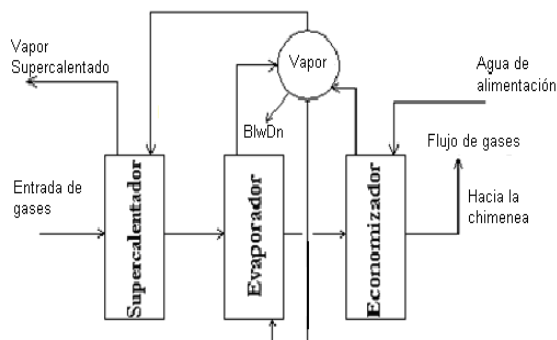 Vapor
Supercalentado
Vapor
Agua de
alimentación
BlwDn
Flujo de gases
Entrada de
gases
Hacia la
chimenea
Supercalentador
Evaporador
Economizador